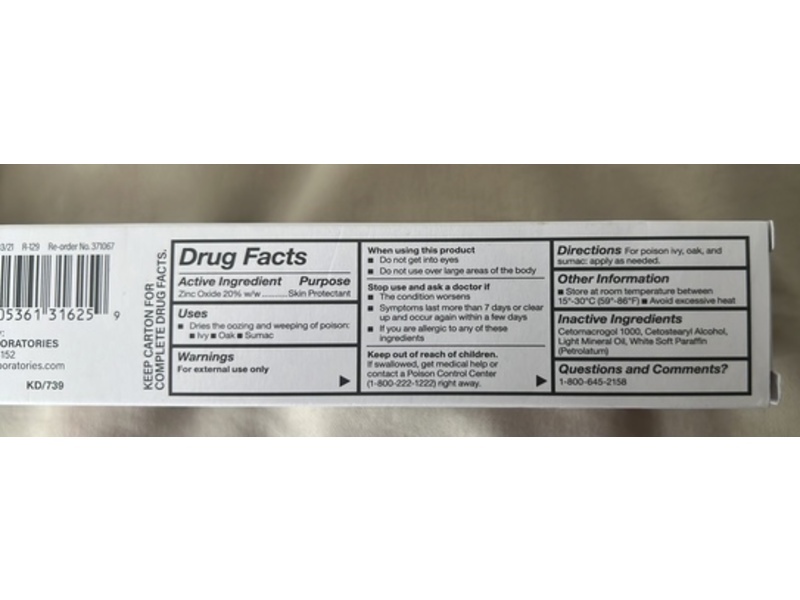 3/21 R-129 Re-order No. 371067
05361 31625 9
ORATORIES
152
oratories.com
KD/739
KEEP CARTON FOR
COMPLETE DRUG FACTS.
Drug Facts
Active Ingredient Purpose
Zinc Oxide 20% w/w ........ Skin Protectant
Uses
■ Dries the oozing and weeping of poison:
■ Ivy ■ Oak ■ Sumac
Warnings
For external use only
When using this product
■ Do not get into eyes
■ Do not use over large areas of the body
Stop use and ask a doctor if
■ The condition worsens
■ Symptoms last more than 7 days or clear
up and occur again within a few days
■ If you are allergic to any of these
ingredients
Keep out of reach of children.
If swallowed, get medical help or
contact a Poison Control Center
(1-800-222-1222) right away.
Directions For poison ivy, oak, and
sumac: apply as needed.
Other Information
■ Store at room temperature between
15°-30°C (59°-86°F) ■ Avoid excessive heat
Inactive Ingredients
Cetomacrogol 1000, Cetostearyl Alcohol,
Light Mineral Oil, White Soft Paraffin
(Petrolatum)
Questions and Comments?
1-800-645-2158